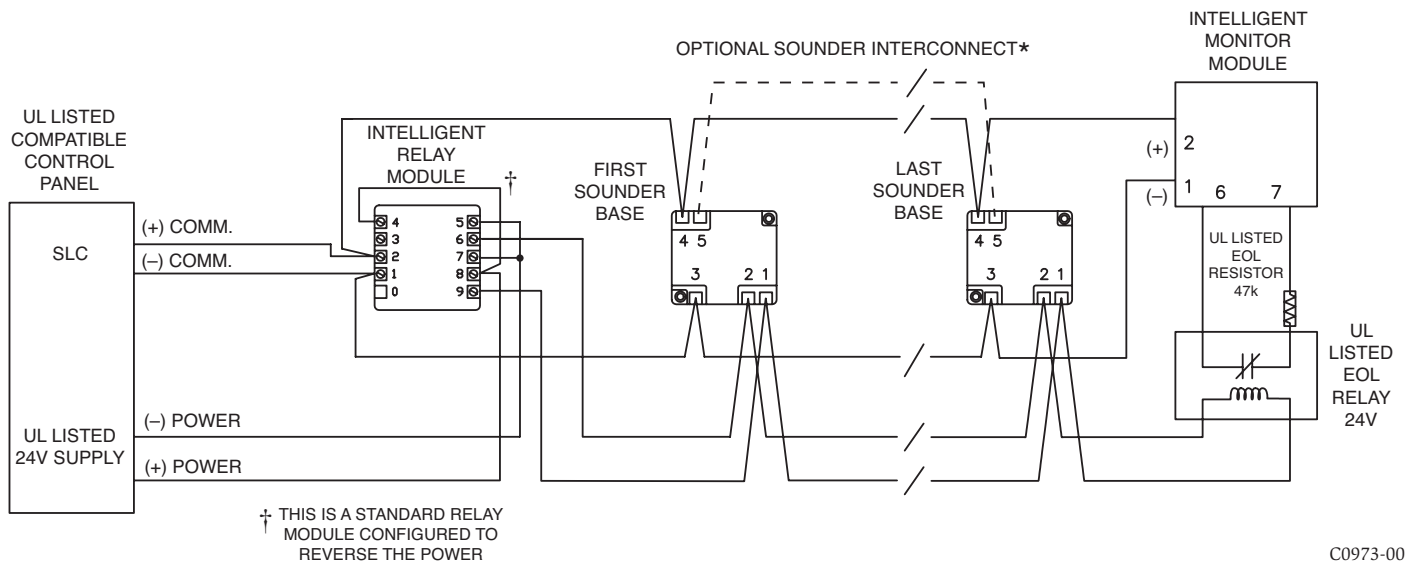 INTELLIGENT
MONITOR
MODULE
OPTIONAL SOUNDER INTERCONNECT*
UL LISTED
COMPATIBLE
CONTROL
PANEL
INTELLIGENT
RELAY
MODULE
†
FIRST
SOUNDER
BASE
LAST
SOUNDER
BASE
(+)
2
(–)
1
6 7
SLC
(+) COMM.
(–) COMM.
4 5
3 6
2 7
1 8
0 9
4 5
3 2 1
4 5
3 2 1
UL LISTED
EOL
RESISTOR
47k
UL
LISTED
EOL
RELAY
24V
UL LISTED
24V SUPPLY
(–) POWER
(+) POWER
† THIS IS A STANDARD RELAY
MODULE CONFIGURED TO
REVERSE THE POWER
C0973-00